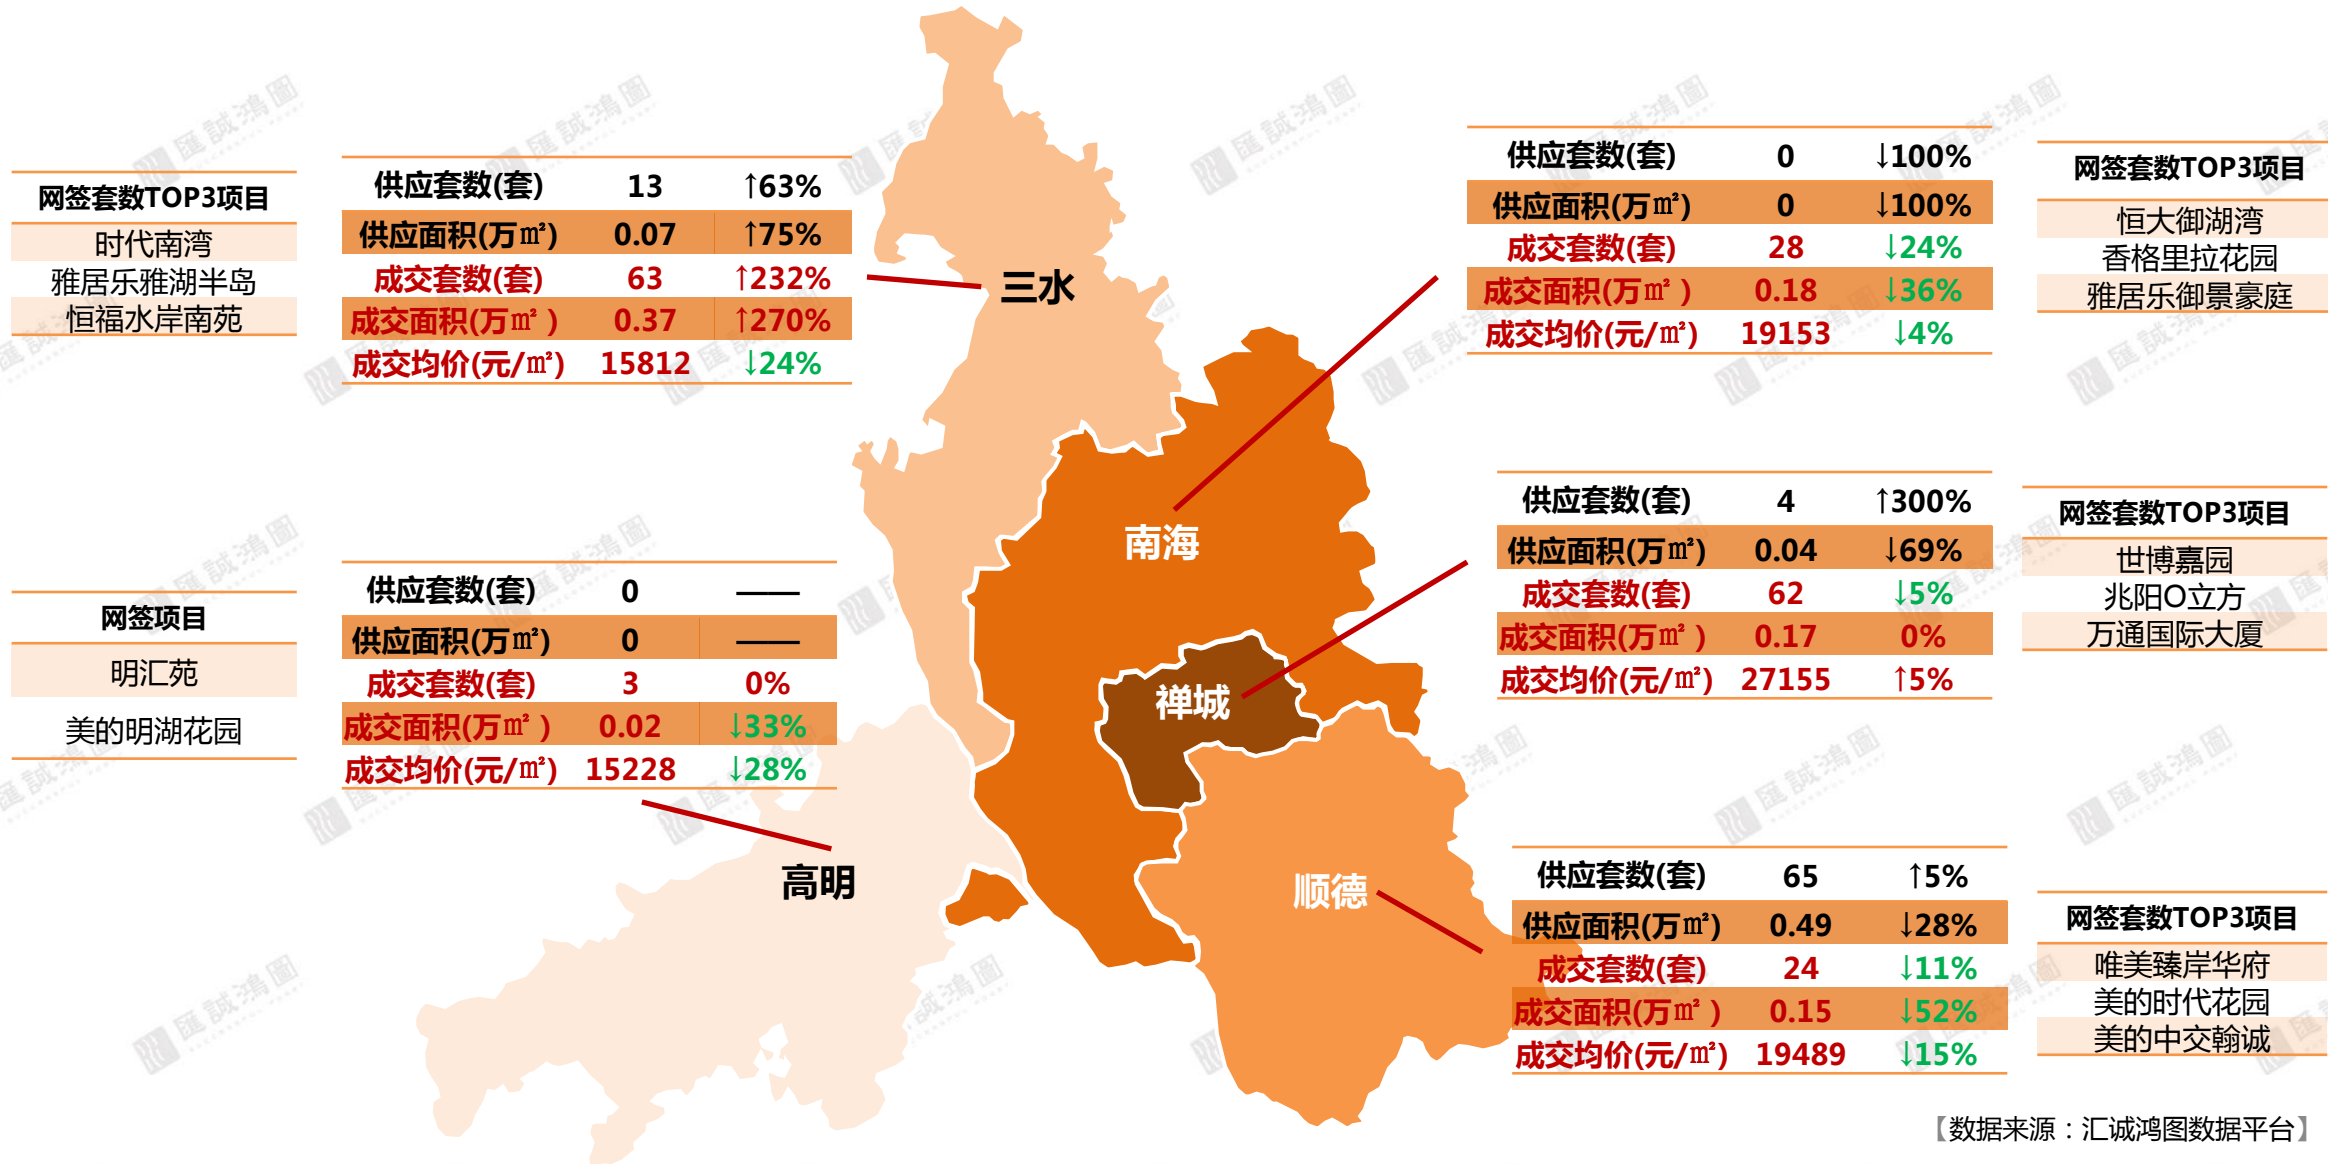 网签套数TOP3项目
时代南湾
雅居乐雅湖半岛
恒福水岸南苑
供应套数(套) 13 ↑63%
供应面积(万㎡) 0.07 ↑75%
成交套数(套) 63 ↑232%
成交面积(万㎡) 0.37 ↑270%
成交均价(元/㎡) 15812 ↓24%
三水
供应套数(套) 0 ↓100%
供应面积(万㎡) 0 ↓100%
成交套数(套) 28 ↓24%
成交面积(万㎡) 0.18 ↓36%
成交均价(元/㎡) 19153 ↓4%
网签套数TOP3项目
恒大御湖湾
香格里拉花园
雅居乐御景豪庭
南海
供应套数(套) 4 ↑300%
供应面积(万㎡) 0.04 ↓69%
成交套数(套) 62 ↓5%
成交面积(万㎡) 0.17 0%
成交均价(元/㎡) 27155 ↑5%
网签套数TOP3项目
世博嘉园
兆阳O立方
万通国际大厦
禅城
网签项目
明汇苑
美的明湖花园
供应套数(套) 0 ——
供应面积(万㎡) 0 ——
成交套数(套) 3 0%
成交面积(万㎡) 0.02 ↓33%
成交均价(元/㎡) 15228 ↓28%
高明
顺德
供应套数(套) 65 ↑5%
供应面积(万㎡) 0.49 ↓28%
成交套数(套) 24 ↓11%
成交面积(万㎡) 0.15 ↓52%
成交均价(元/㎡) 19489 ↓15%
网签套数TOP3项目
唯美臻岸华府
美的时代花园
美的中交翰诚
【数据来源：汇诚鸿图数据平台】
匯誠鴻圖